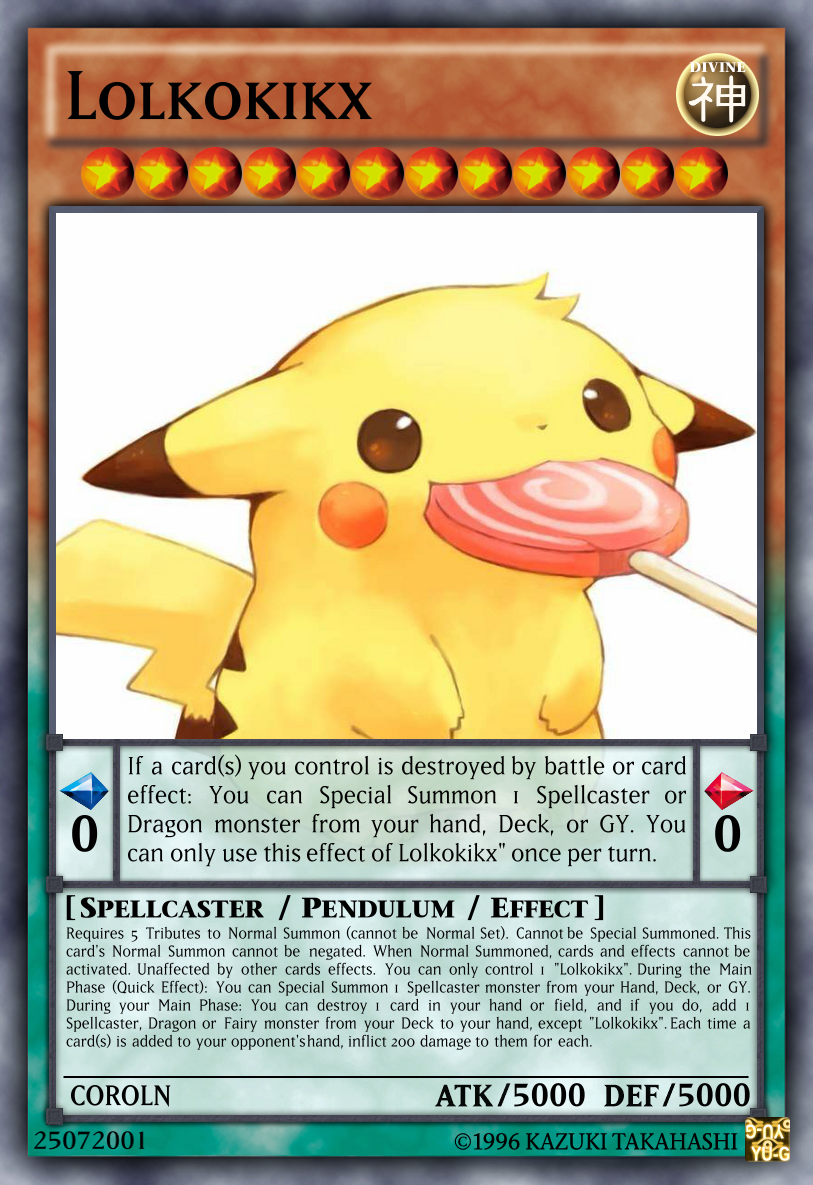 Lolkokikx
DIVINE
神
If a card(s) you control is destroyed by battle or card
effect: You can Special Summon 1 Spellcaster or
Dragon monster from your hand, Deck, or GY. You
can only use this effect of Lolkokikx" once per turn.
0
0
[ Spellcaster / Pendulum / Effect ]
Requires 5 Tributes to Normal Summon (cannot be Normal Set). Cannot be Special Summoned. This
card's Normal Summon cannot be negated. When Normal Summoned, cards and effects cannot be
activated. Unaffected by other cards effects. You can only control 1 "Lolkokikx". During the Main
Phase (Quick Effect): You can Special Summon 1 Spellcaster monster from your Hand, Deck, or GY.
During your Main Phase: You can destroy 1 card in your hand or field, and if you do, add 1
Spellcaster, Dragon or Fairy monster from your Deck to your hand, except "Lolkokikx". Each time a
card(s) is added to your opponent's hand, inflict 200 damage to them for each.
COROLN ATK/5000 DEF/5000
25072001 ©1996 KAZUKI TAKAHASHI